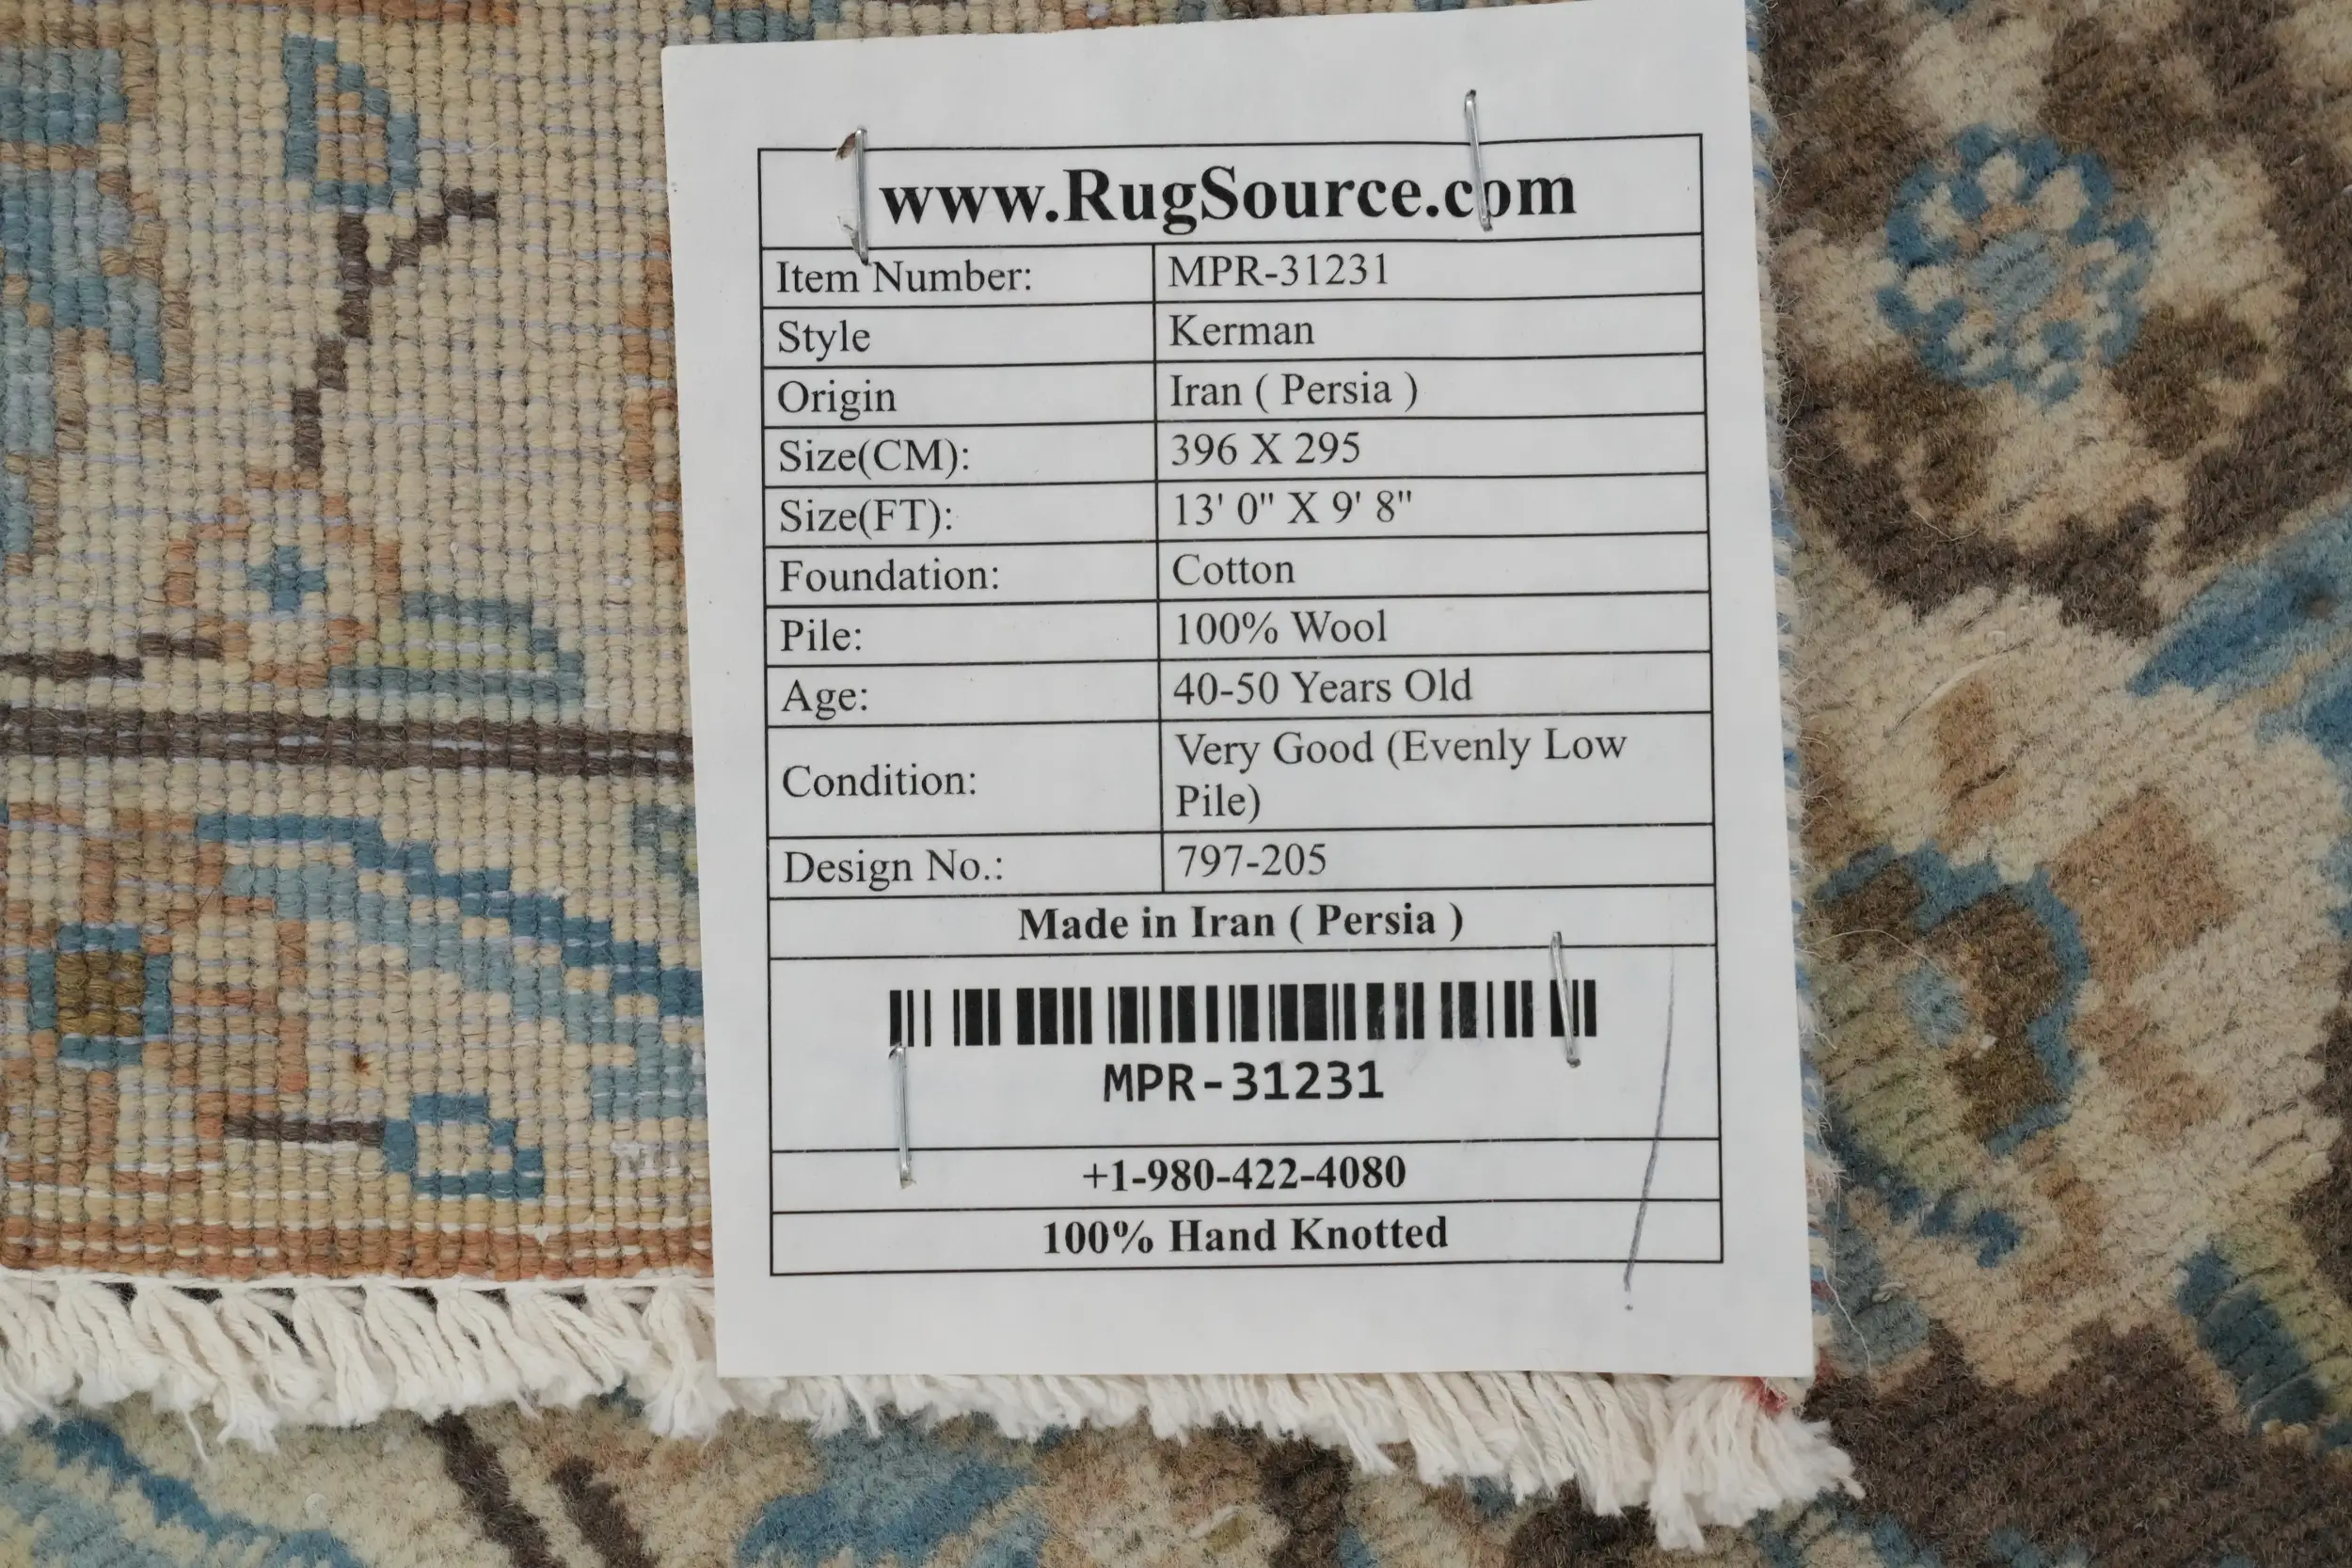 www.RugSource.com
Item Number: MPR-31231
Style Kerman
Origin Iran ( Persia )
Size(CM): 396 X 295
Size(FT): 13' 0" X 9' 8"
Foundation: Cotton
Pile: 100% Wool
Age: 40-50 Years Old
Condition: Very Good (Evenly Low
Pile)
Design No.: 797-205
Made in Iran ( Persia )
MPR-31231
+1-980-422-4080
100% Hand Knotted